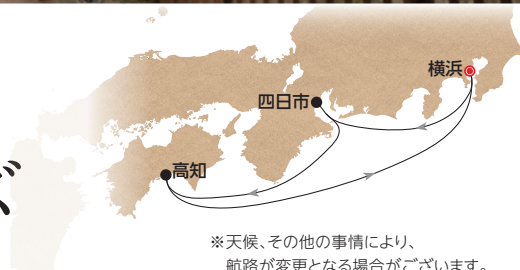 横浜
四日市
高知
※天候、その他の事情により、
航路が変更となる場合がございます。